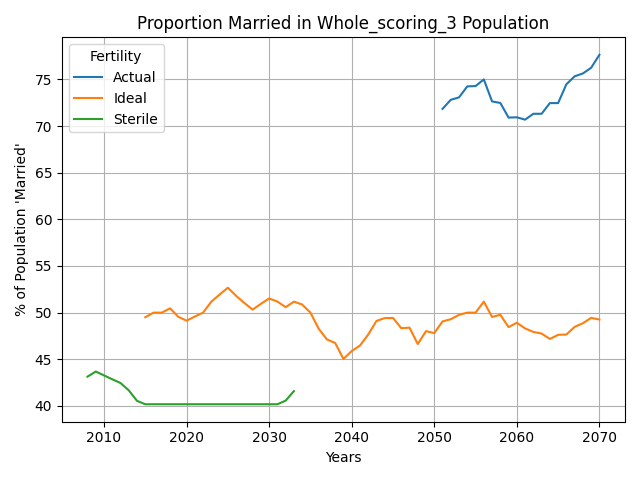 Proportion Married in Whole_scoring_3 Population
Fertility
Actual
Ideal
Sterile
% of Population 'Married'
75
70
65
60
55
50
45
40
2010
2020
2030
2040
2050
2060
2070
Years